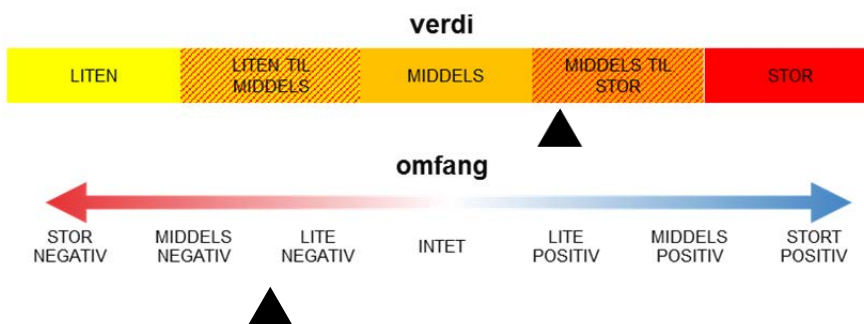 verdi
LITEN
LITEN TIL
MIDDELS
MIDDELS
MIDDELS TIL
STOR
STOR
omfang
STOR
NEGATIV
MIDDELS
NEGATIV
LITE
NEGATIV
INTET
LITE
POSITIV
MIDDELS
POSITIV
STORT
POSITIV